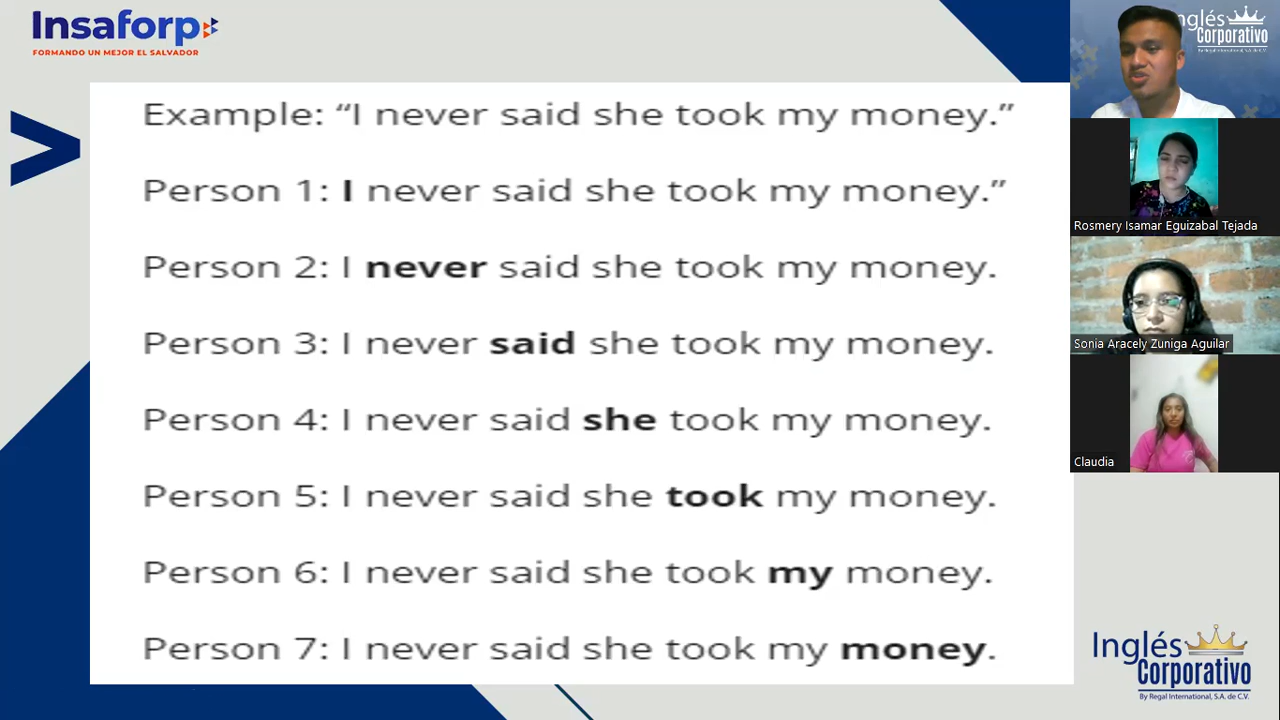 Insaforp
FORMANDO UN MEJOR EL SALVADOR
>
Example: “I never said she took my money.”
Person 1: I never said she took my money.”
Person 2: I never said she took my money.
Person 3: I never said she took my money.
Person 4: I never said she took my money.
Person 5: I never said she took my money.
Person 6: I never said she took my money.
Person 7: I never said she took my money.
Inglés
Corporativo
By Regal International, S.A. de C.V.
Rosmery Isamar Eguizabal Tejada
Sonia Aracely Zuniga Aguilar
Claudia
Inglés
Corporativo
By Regal International, S.A. de C.V.